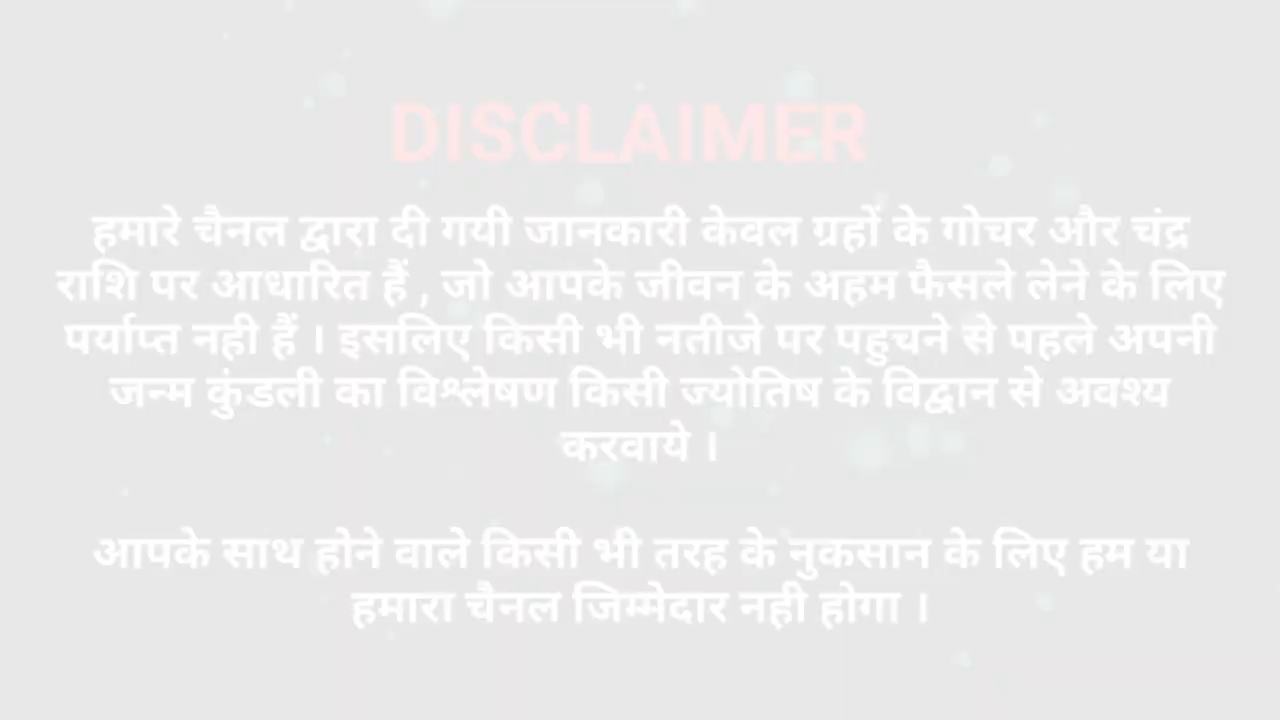 DISCLAIMER
हमारे चैनल द्वारा दी गयी जानकारी केवल ग्रहों के गोचर और चंद्र
राशि पर आधारित हैं , जो आपके जीवन के अहम फैसले लेने के लिए
पर्याप्त नही हैं । इसलिए किसी भी नतीजे पर पहुचने से पहले अपनी
जन्म कुंडली का विश्लेषण किसी ज्योतिष के विद्वान से अवश्य
करवाये ।
आपके साथ होने वाले किसी भी तरह के नुकसान के लिए हम या
हमारा चैनल जिम्मेदार नही होगा ।